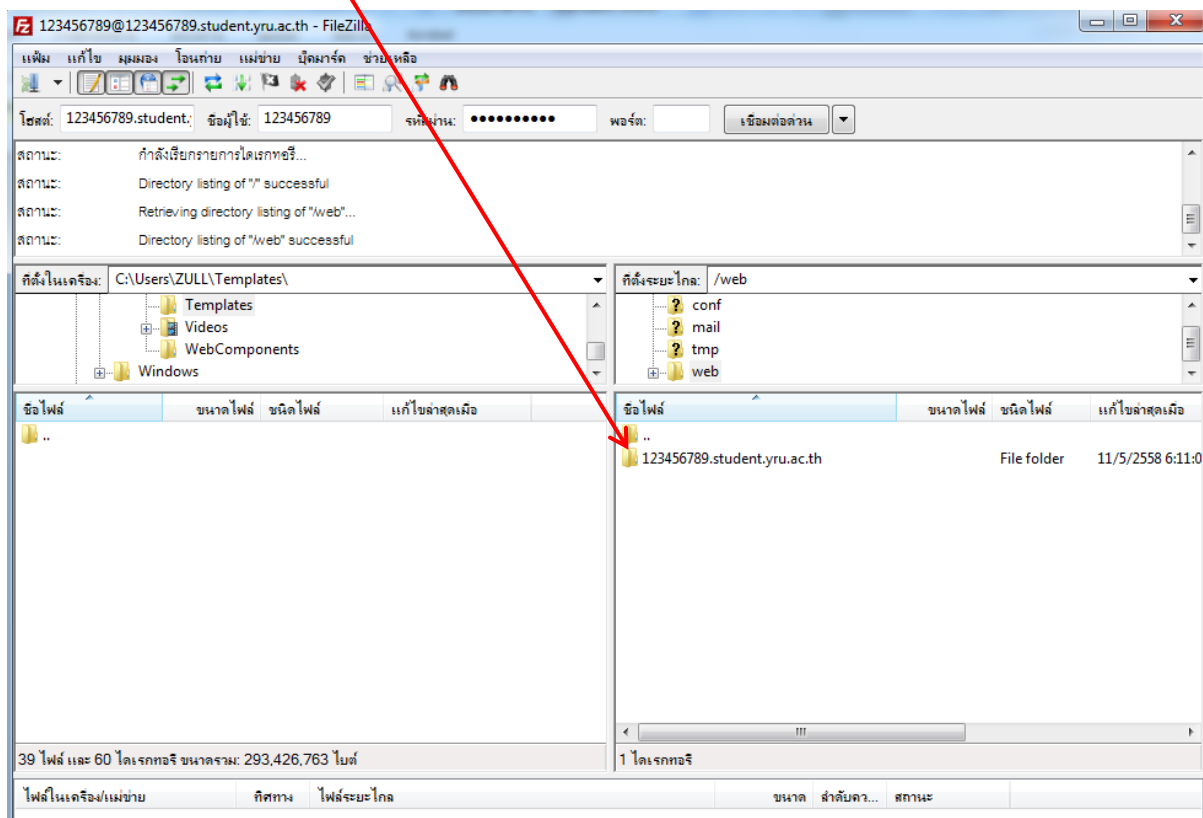 123456789@123456789.student.yru.ac.th - FileZilla
แฟ้ม แก้ไข มุมมอง โอนถ่าย แม่ข่าย บุ๊คมาร์ค ช่วยเหลือ
โฮสต์: 123456789.student. ชื่อผู้ใช้: 123456789 รหัสผ่าน: ●●●●●●●●●● พอร์ต: เชื่อมต่อด่วน
สถานะ: กำลังเรียกรายการไดเรกทอรี...
สถานะ: Directory listing of "/" successful
สถานะ: Retrieving directory listing of "/web"...
สถานะ: Directory listing of "/web" successful
ที่ตั้งในเครื่อง: C:\Users\ZULL\Templates\
Templates
Videos
WebComponents
Windows
ที่ตั้งระยะไกล: /web
conf
mail
tmp
web
ชื่อไฟล์ ขนาดไฟล์ ชนิดไฟล์ แก้ไขล่าสุดเมื่อ
..
39 ไฟล์ และ 60 ไดเรกทอรี ขนาดรวม: 293,426,763 ไบต์
ชื่อไฟล์ ขนาดไฟล์ ชนิดไฟล์ แก้ไขล่าสุดเมื่อ
..
123456789.student.yru.ac.th File folder 11/5/2558 6:11:0
1 ไดเรกทอรี
ไฟล์ในเครื่อง/แม่ข่าย ทิศทาง ไฟล์ระยะไกล ขนาด ลำดับคว... สถานะ